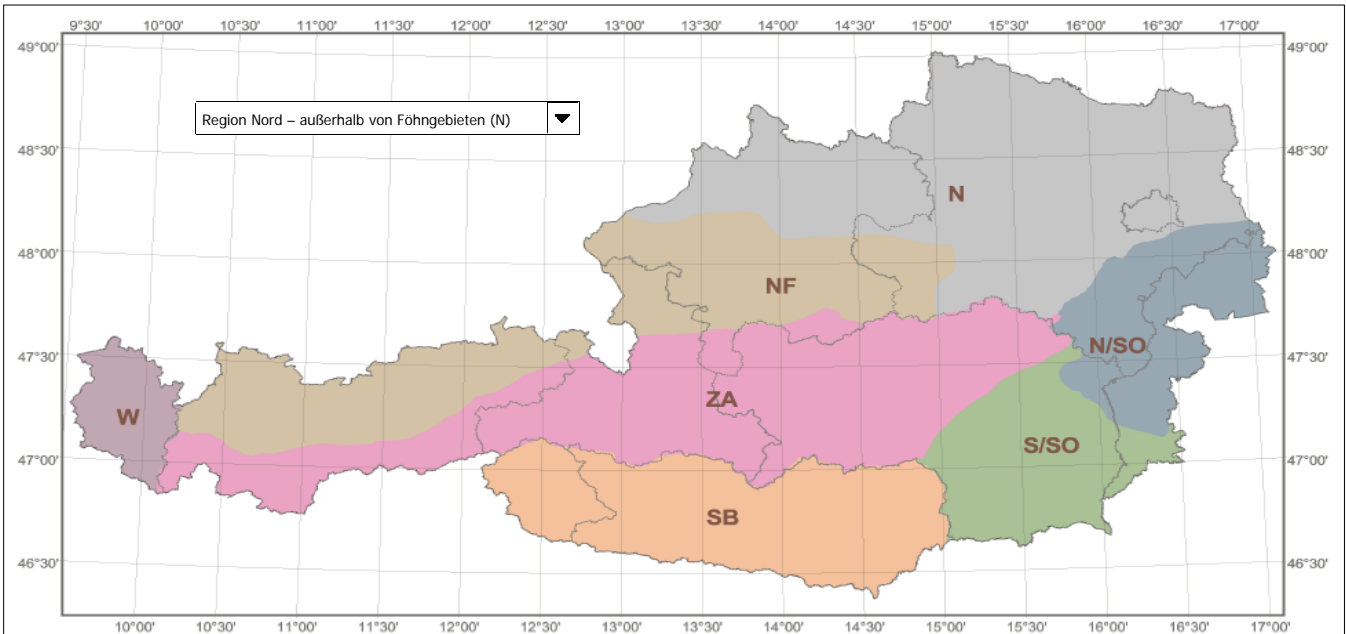 9°30' 10°00' 10°30' 11°00' 11°30' 12°00' 12°30' 13°00' 13°30' 14°00' 14°30' 15°00' 15°30' 16°00' 16°30' 17°00'
49°00' 49°00'
Region Nord – außerhalb von Föhngebieten (N)
48°30' 48°30'
N
48°00' 48°00'
NF
47°30' N/SO 47°30'
W ZA
S/SO
47°00' 47°00'
SB
46°30' 46°30'
10°00' 10°30' 11°00' 11°30' 12°00' 12°30' 13°00' 13°30' 14°00' 14°30' 15°00' 15°30' 16°00' 16°30' 17°00'